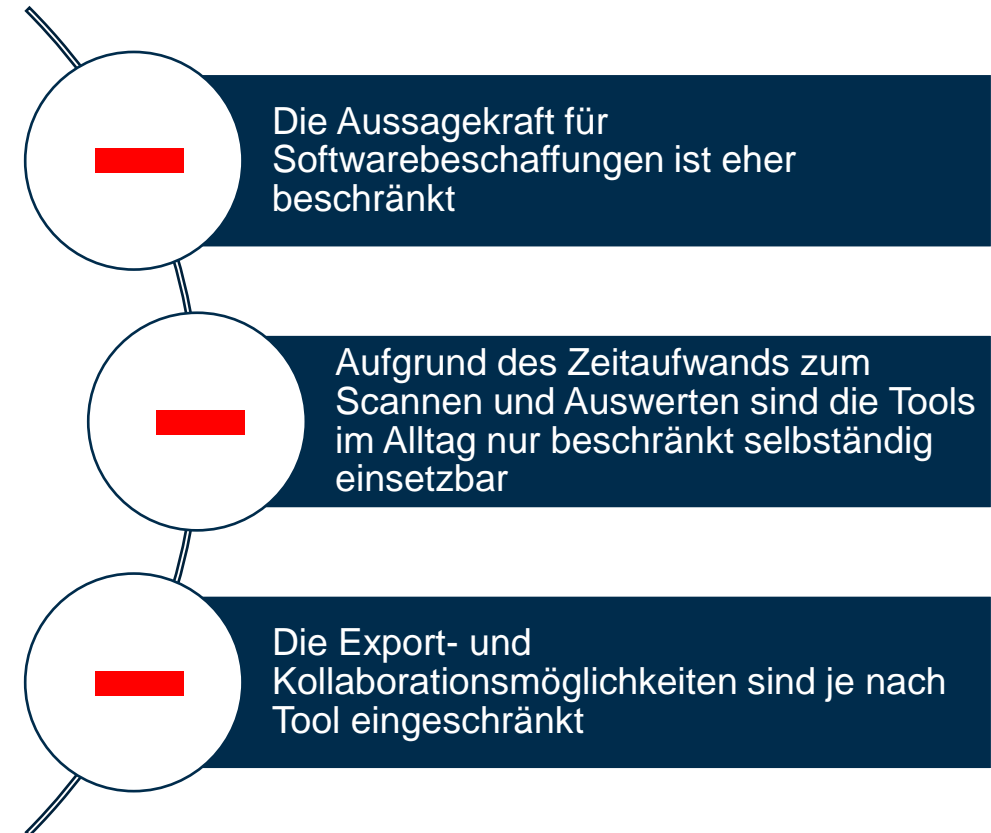 Die Aussagekraft für
Softwarebeschaffungen ist eher
beschränkt
Aufgrund des Zeitaufwands zum
Scannen und Auswerten sind die Tools
im Alltag nur beschränkt selbständig
einsetzbar
Die Export- und
Kollaborationsmöglichkeiten sind je nach
Tool eingeschränkt